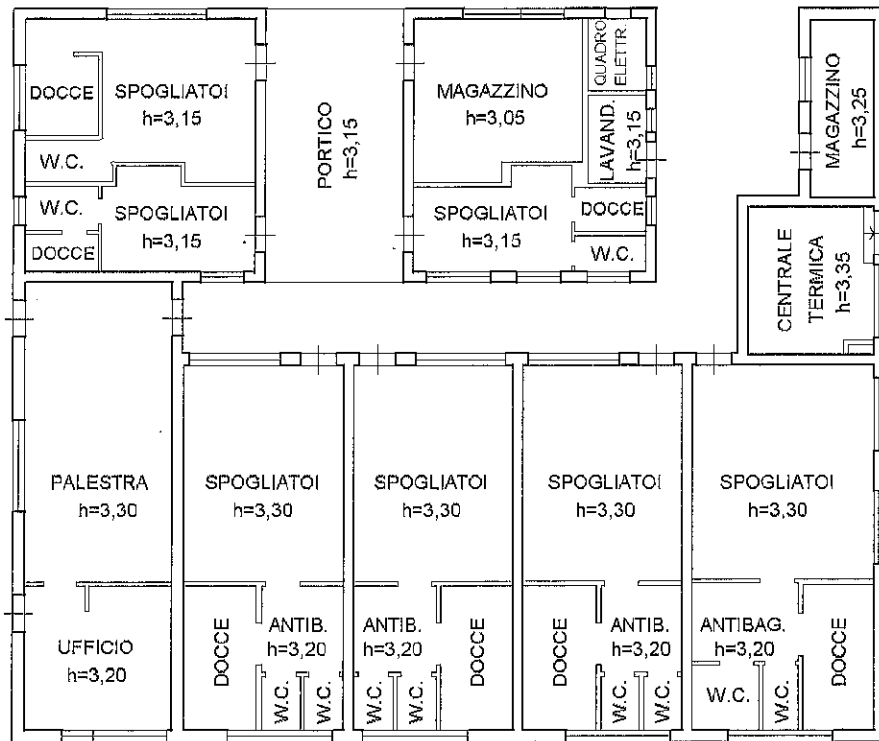 DOCCE
SPOGLIATOI
h=3,15
W.C.
W.C.
DOCCE
SPOGLIATOI
h=3,15
PORTICO
h=3,15
MAGAZZINO
h=3,05
QUADRO
ELETTR.
LAVAND.
h=3,15
SPOGLIATOI
h=3,15
DOCCE
W.C.
MAGAZZINO
h=3,25
CENTRALE
TERMICA
h=3,35
PALESTRA
h=3,30
SPOGLIATOI
h=3,30
SPOGLIATOI
h=3,30
SPOGLIATOI
h=3,30
SPOGLIATOI
h=3,30
UFFICIO
h=3,20
DOCCE
ANTIB.
h=3,20
W.C.
W.C.
ANTIB.
h=3,20
W.C.
W.C.
DOCCE
DOCCE
ANTIB.
h=3,20
W.C.
W.C.
ANTIBAG.
h=3,20
W.C.
W.C.
DOCCE